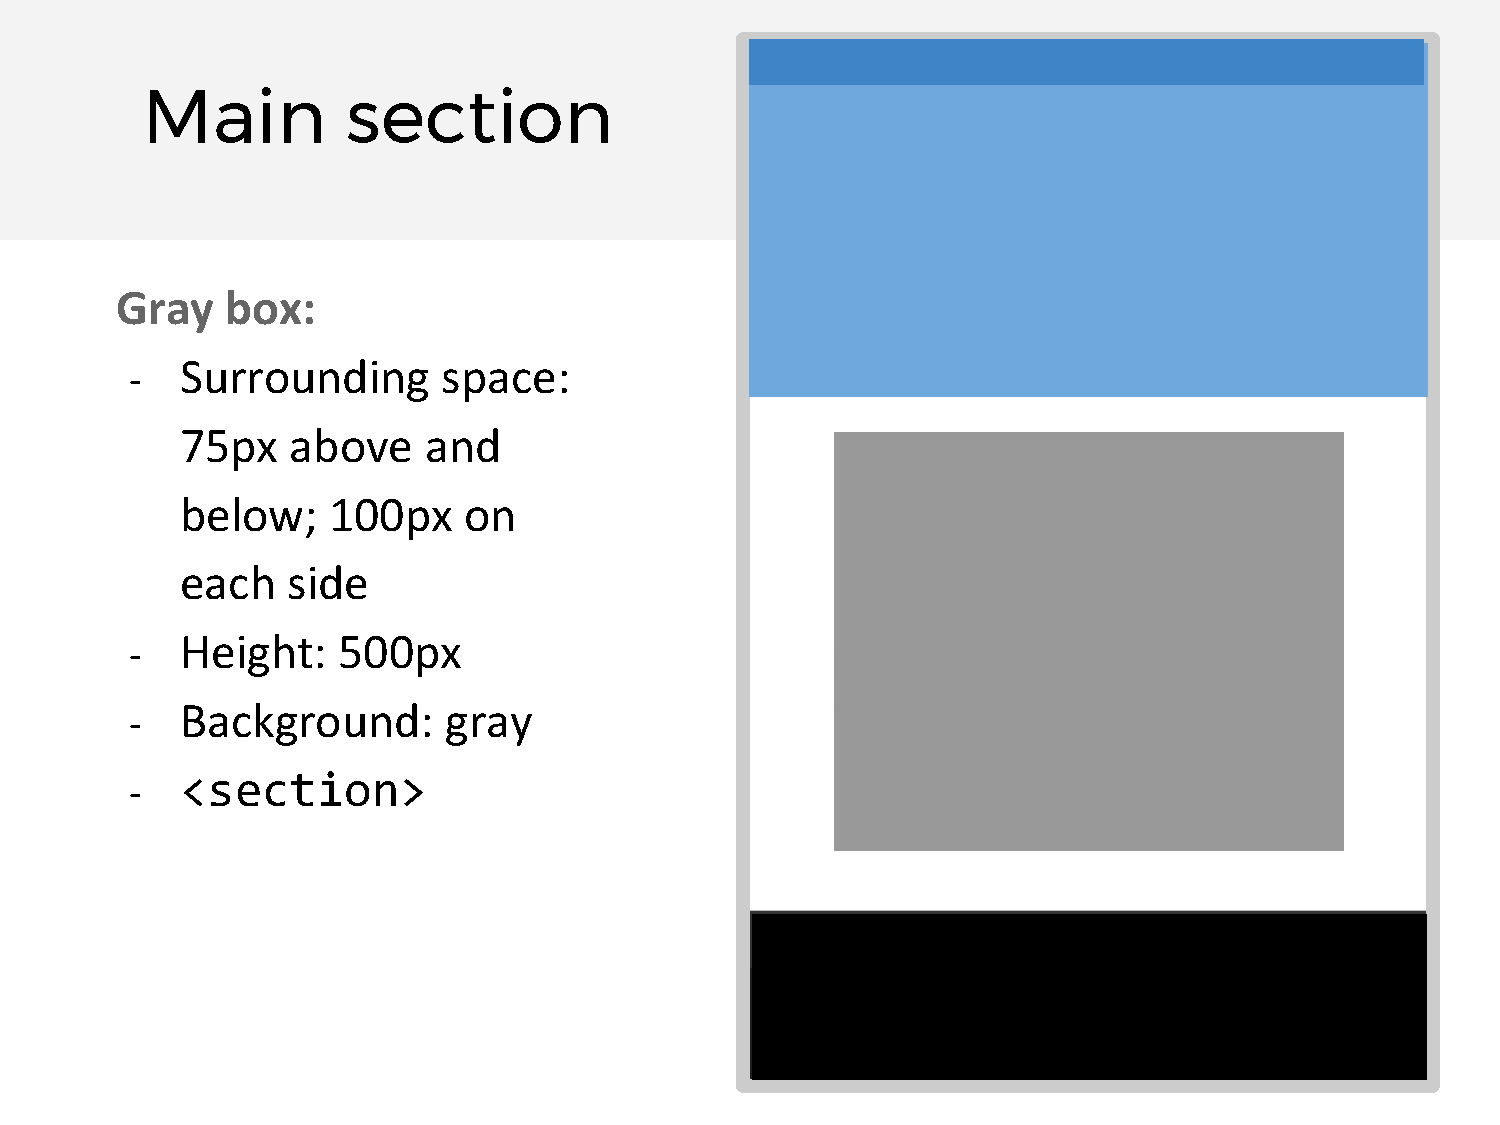 Main section
Gray box:
- Surrounding space:
75px above and
below; 100px on
each side
- Height: 500px
- Background: gray
- <section>